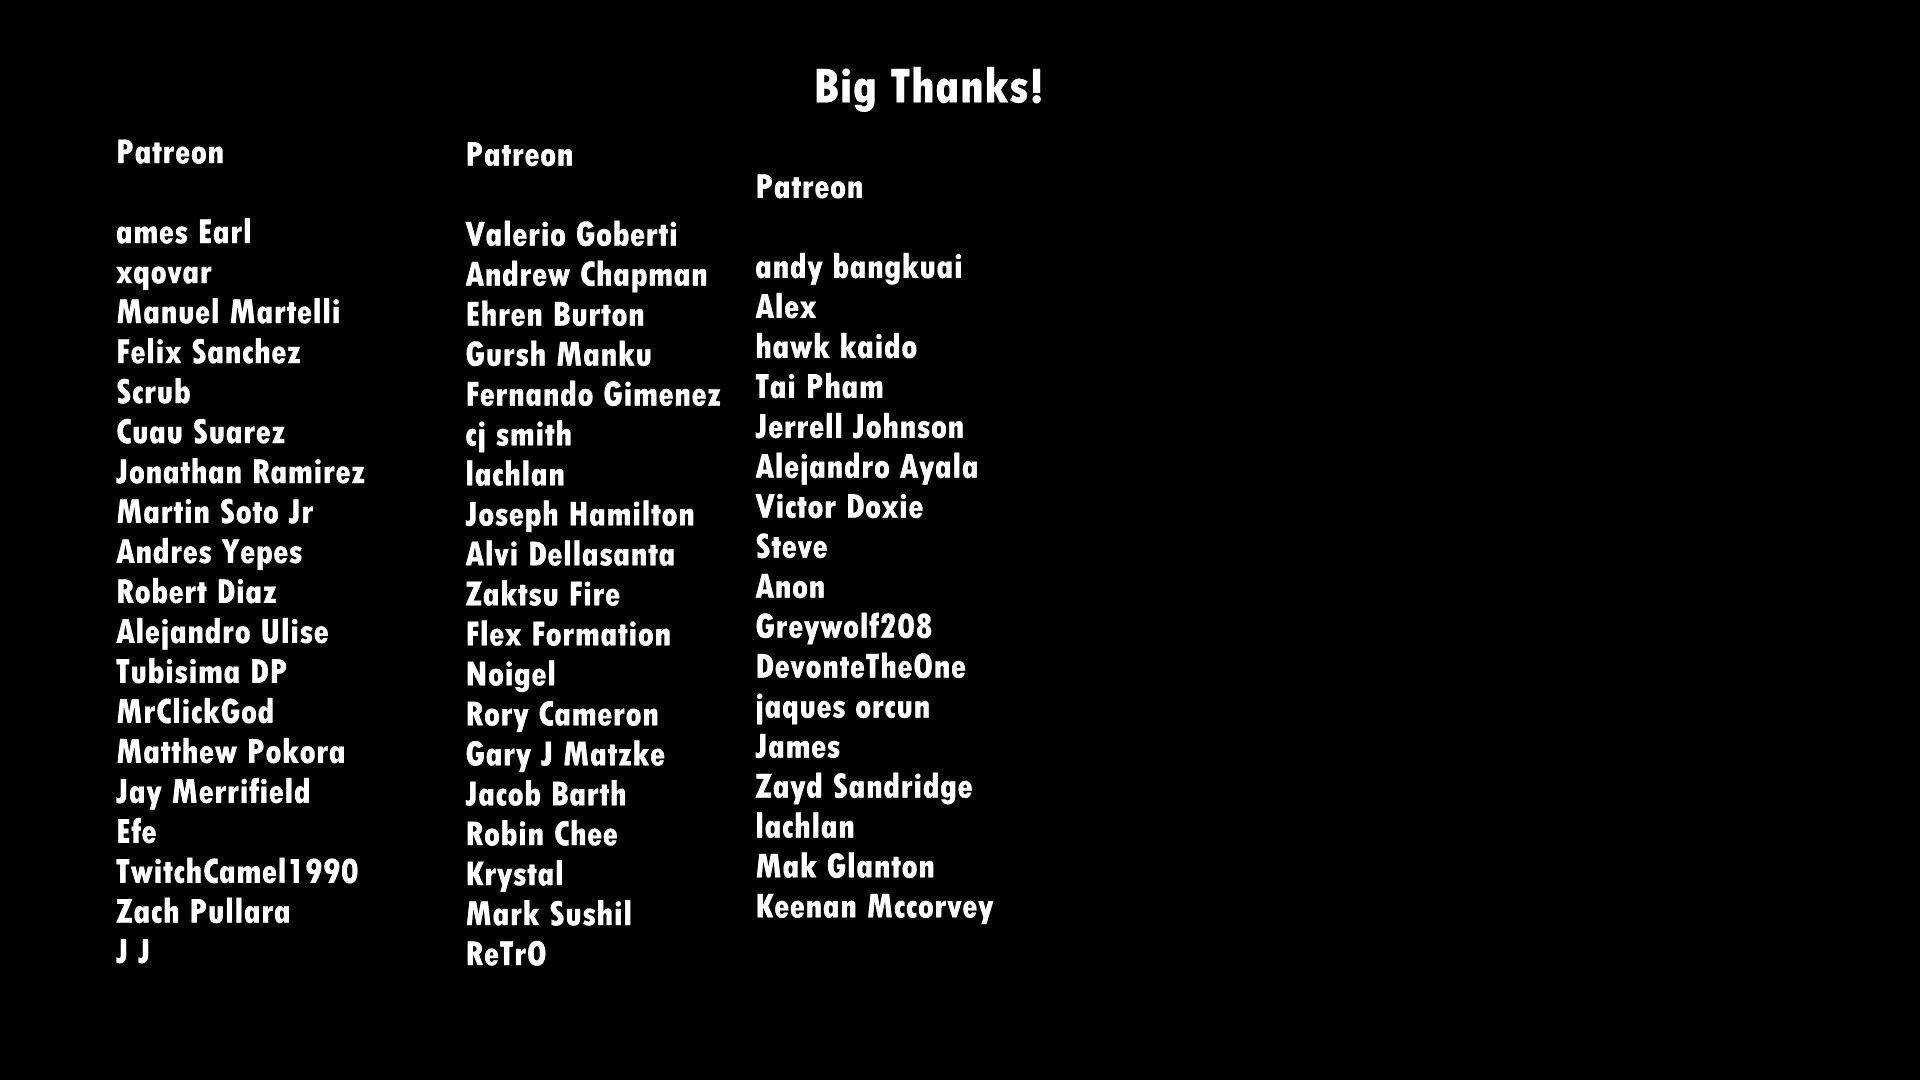 Big Thanks!
Patreon
ames Earl
xqovar
Manuel Martelli
Felix Sanchez
Scrub
Cuau Suarez
Jonathan Ramirez
Martin Soto Jr
Andres Yepes
Robert Diaz
Alejandro Ulise
Tubisima DP
MrClickGod
Matthew Pokora
Jay Merrifield
Efe
TwitchCamel1990
Zach Pullara
J J
Patreon
Valerio Goberti
Andrew Chapman
Ehren Burton
Gursh Manku
Fernando Gimenez
cj smith
lachlan
Joseph Hamilton
Alvi Dellasanta
Zaktsu Fire
Flex Formation
Noigel
Rory Cameron
Gary J Matzke
Jacob Barth
Robin Chee
Krystal
Mark Sushil
ReTrO
Patreon
andy bangkuai
Alex
hawk kaido
Tai Pham
Jerrell Johnson
Alejandro Ayala
Victor Doxie
Steve
Anon
Greywolf208
DevonteTheOne
jaques orcun
James
Zayd Sandridge
lachlan
Mak Glanton
Keenan Mccorvey